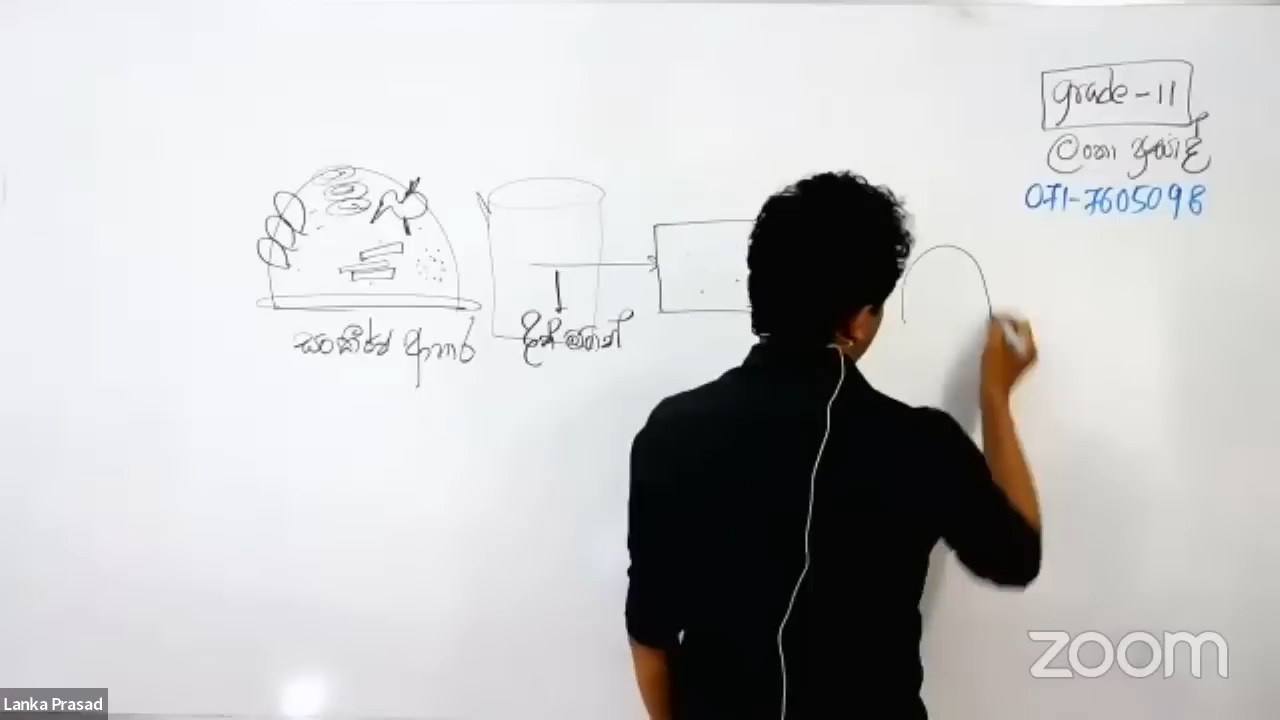 grade-11
ලංකා ප්‍රසාද්
071-7605098
සංකීර්ණ ආහාර
දිත්
zoom
Lanka Prasad